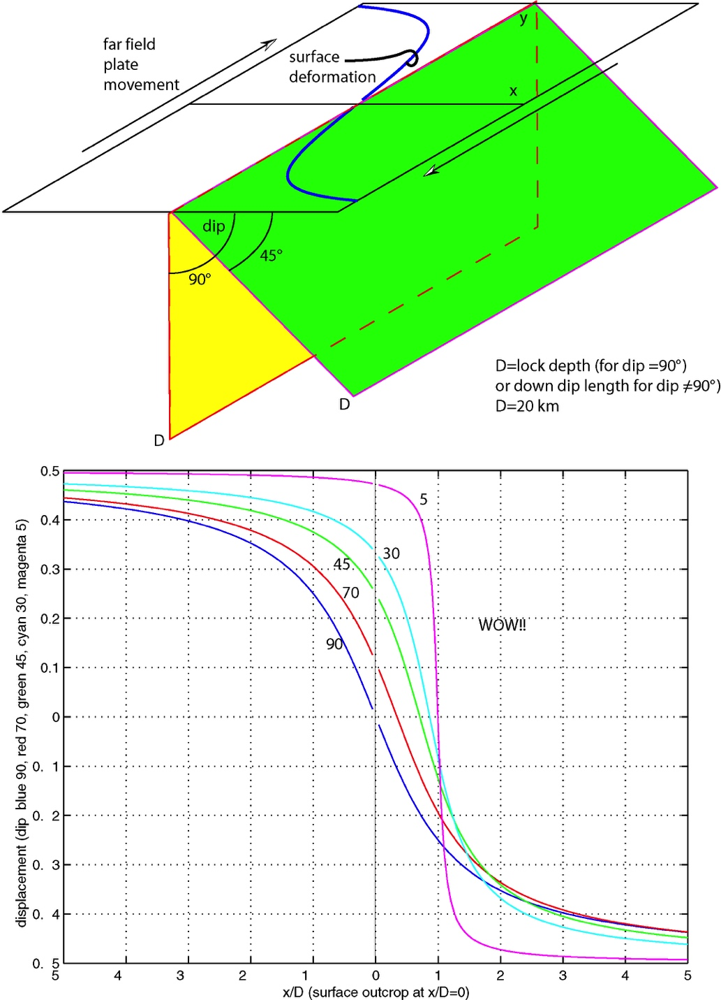 far field
plate
movement
surface
deformation
y
x
dip
45°
90°
D=lock depth (for dip =90°)
or down dip length for dip ≠90°)
D=20 km
D
D
0.5
0.4
0.3
0.2
0.1
0
0. 1
0. 2
0. 3
0. 4
0. 5
displacement (dip blue 90, red 70, green 45, cyan 30, magenta 5)
5
30
45
70
90
WOW!!
5 4 3 2 1 0 1 2 3 4 5
x/D (surface outcrop at x/D=0)